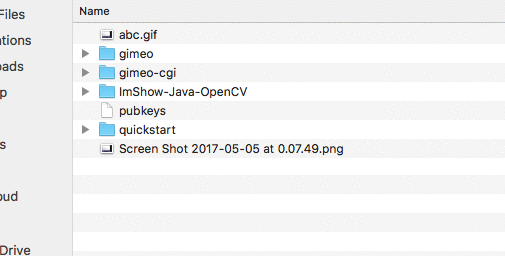 Name
Files
abc.gif
ations
gimeo
oads
gimeo-cgi
p
ImShow-Java-OpenCV
pubkeys
quickstart
s
Screen Shot 2017-05-05 at 0.07.49.png
oud
Drive